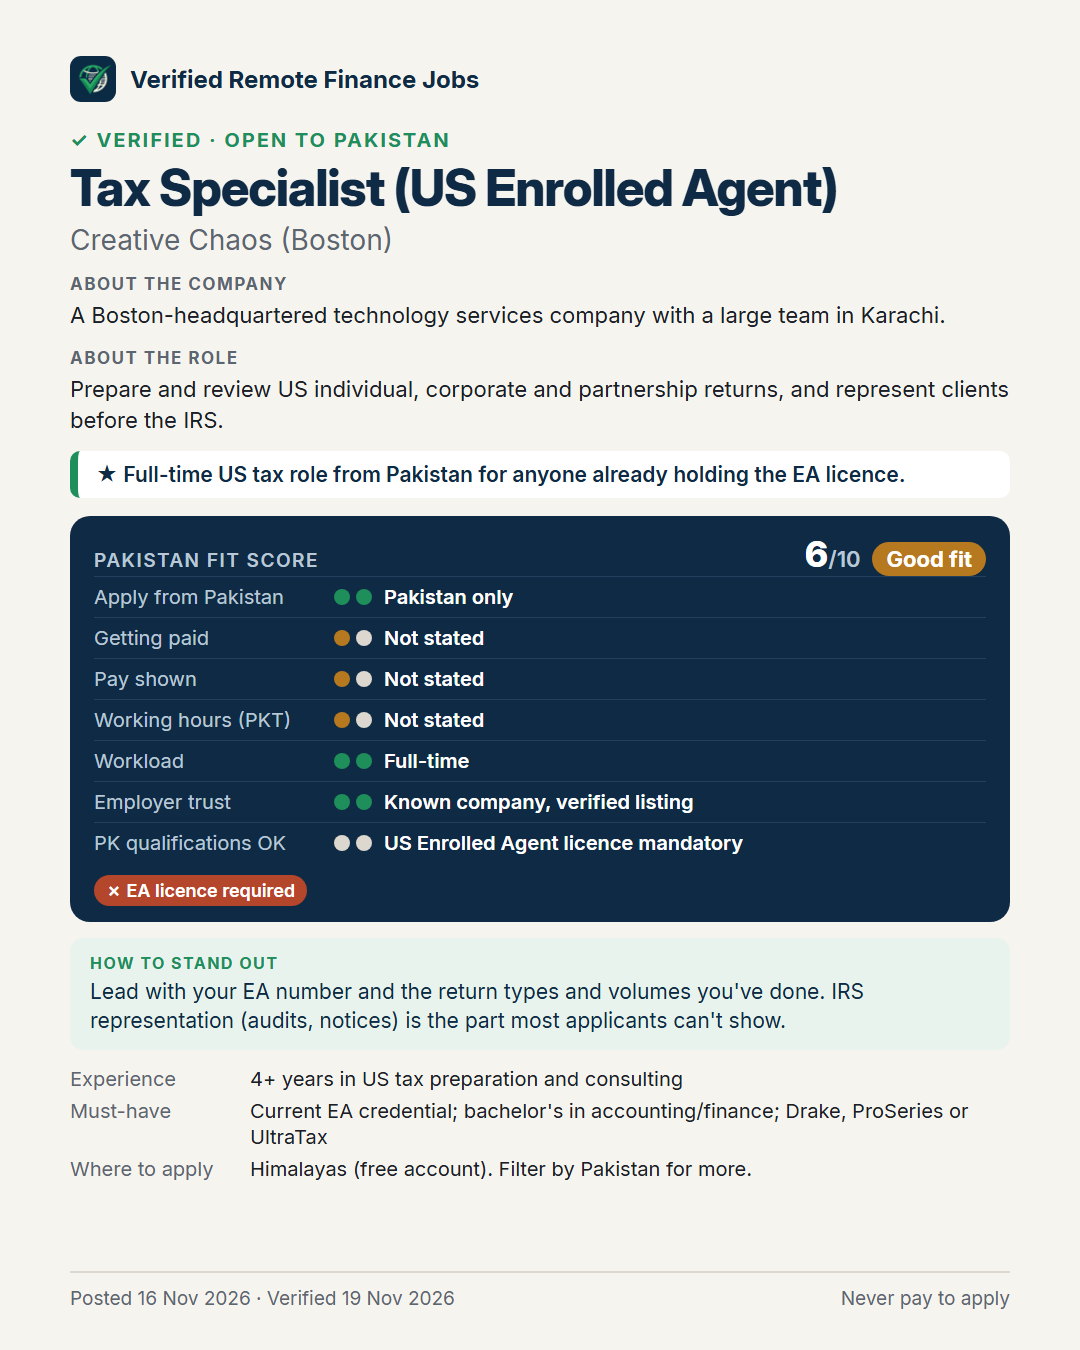 Verified Remote Finance Jobs
✓ VERIFIED · OPEN TO PAKISTAN
Tax Specialist (US Enrolled Agent)
Creative Chaos (Boston)
ABOUT THE COMPANY
A Boston-headquartered technology services company with a large team in Karachi.
ABOUT THE ROLE
Prepare and review US individual, corporate and partnership returns, and represent clients
before the IRS.
★ Full-time US tax role from Pakistan for anyone already holding the EA licence.
PAKISTAN FIT SCORE 6/10 Good fit
Apply from Pakistan Pakistan only
Getting paid Not stated
Pay shown Not stated
Working hours (PKT) Not stated
Workload Full-time
Employer trust Known company, verified listing
PK qualifications OK US Enrolled Agent licence mandatory
× EA licence required
HOW TO STAND OUT
Lead with your EA number and the return types and volumes you've done. IRS
representation (audits, notices) is the part most applicants can't show.
Experience 4+ years in US tax preparation and consulting
Must-have Current EA credential; bachelor's in accounting/finance; Drake, ProSeries or
UltraTax
Where to apply Himalayas (free account). Filter by Pakistan for more.
Posted 16 Nov 2026 · Verified 19 Nov 2026 Never pay to apply